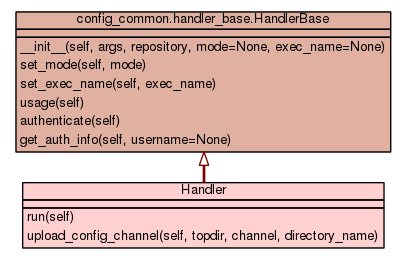 config_common.handler_base.HandlerBase
__init__(self, args, repository, mode=None, exec_name=None)
set_mode(self, mode)
set_exec_name(self, exec_name)
usage(self)
authenticate(self)
get_auth_info(self, username=None)
Handler
run(self)
upload_config_channel(self, topdir, channel, directory_name)